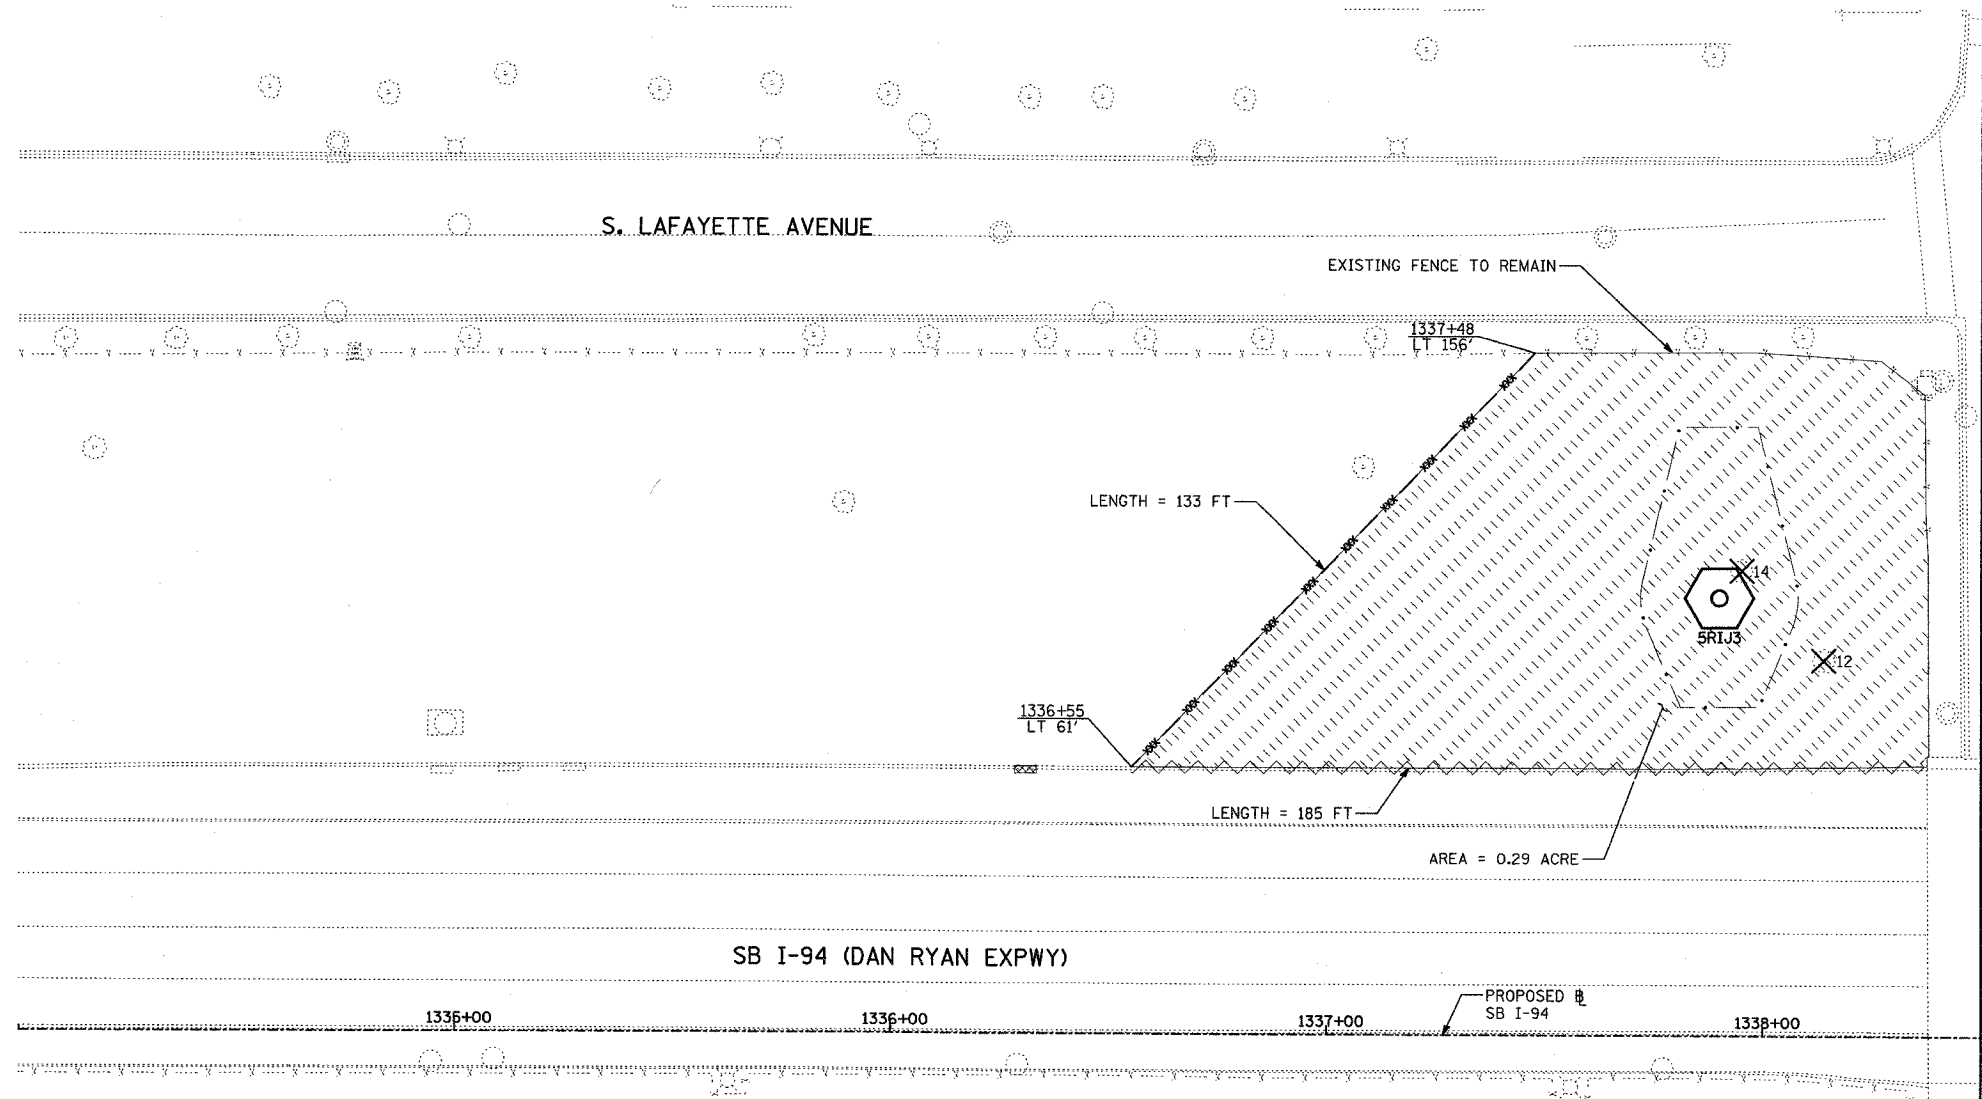 S. LAFAYETTE AVENUE
EXISTING FENCE TO REMAIN
1337+48
LT 156'
LENGTH = 133 FT
14
5RIJ3
12
1336+55
LT 61'
LENGTH = 185 FT
AREA = 0.29 ACRE
SB I-94 (DAN RYAN EXPWY)
PROPOSED ⅊
SB I-94
1335+00
1336+00
1337+00
1338+00